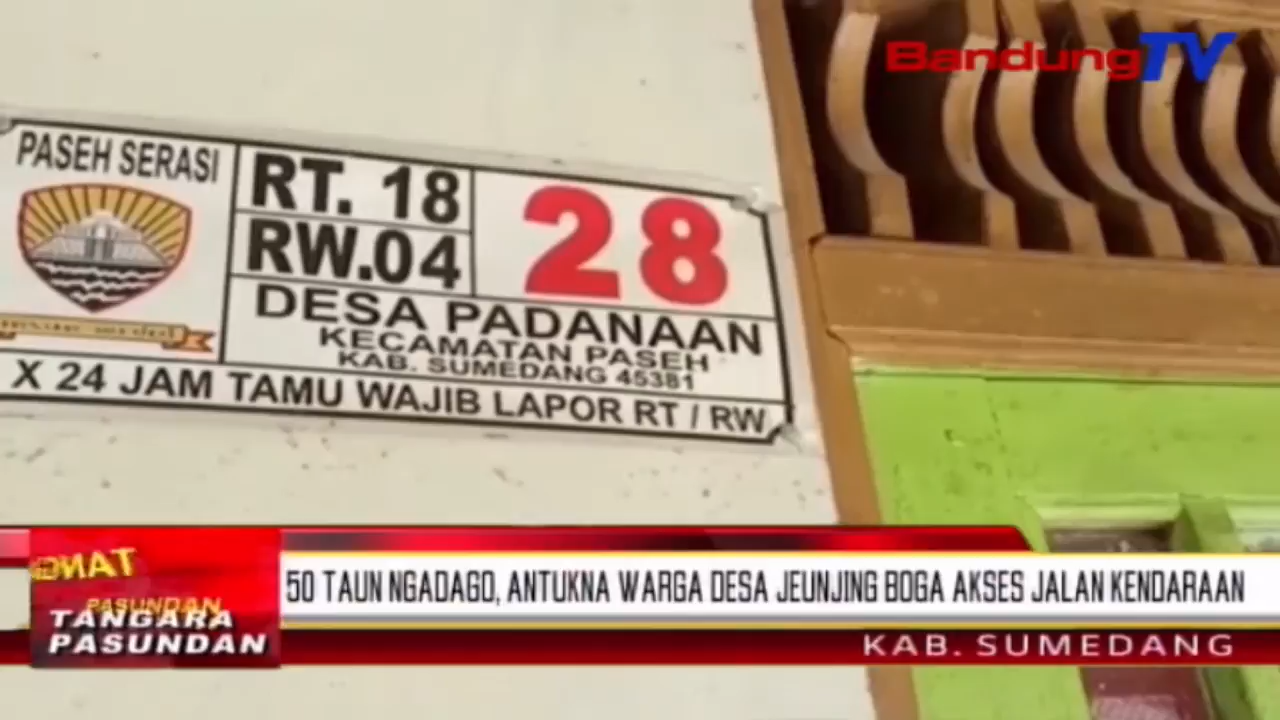 BandungTV
PASEH SERASI
RT. 18
RW.04
28
DESA PADANAAN
KECAMATAN PASEH
KAB. SUMEDANG 45381
X 24 JAM TAMU WAJIB LAPOR RT / RW
50 TAUN NGADAGO, ANTUKNA WARGA DESA JEUNJING BOGA AKSES JALAN KENDARAAN
PASUNDAN
TANGARA
PASUNDAN
KAB. SUMEDANG